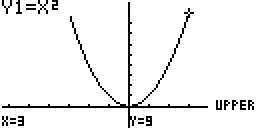 Y1=X²
UPPER
X=3 Y=9